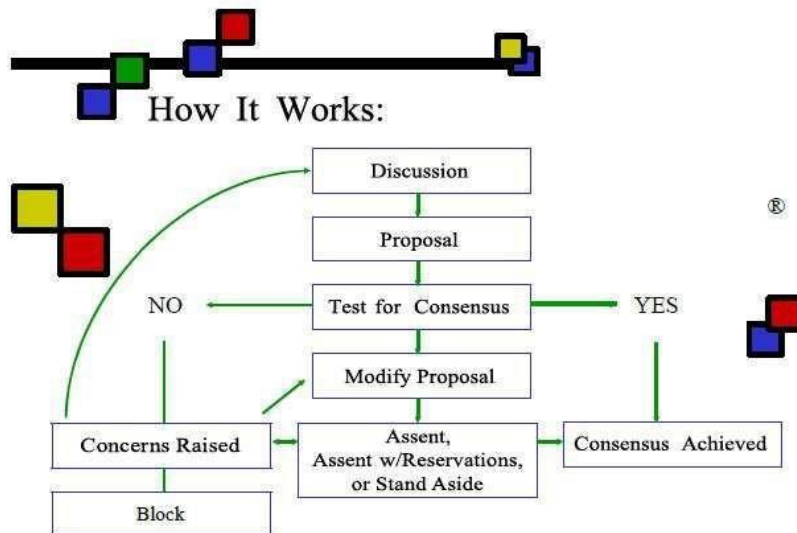 How It Works:
Discussion
®
Proposal
NO
Test for Consensus
YES
Modify Proposal
Concerns Raised
Assent,
Assent w/Reservations,
or Stand Aside
Consensus Achieved
Block